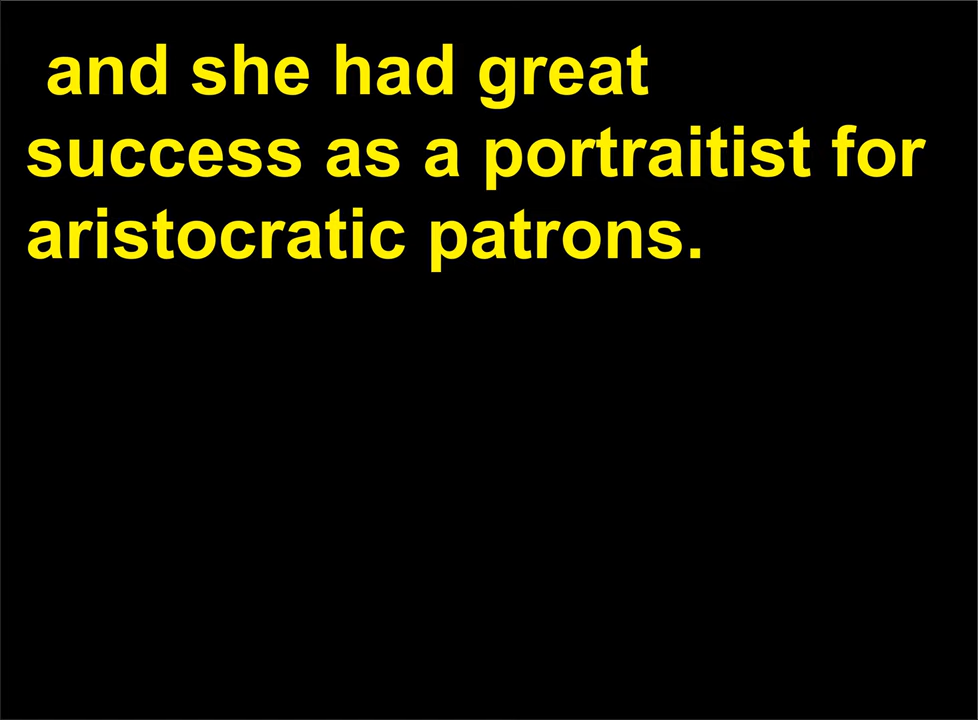 and she had great
success as a portraitist for
aristocratic patrons.